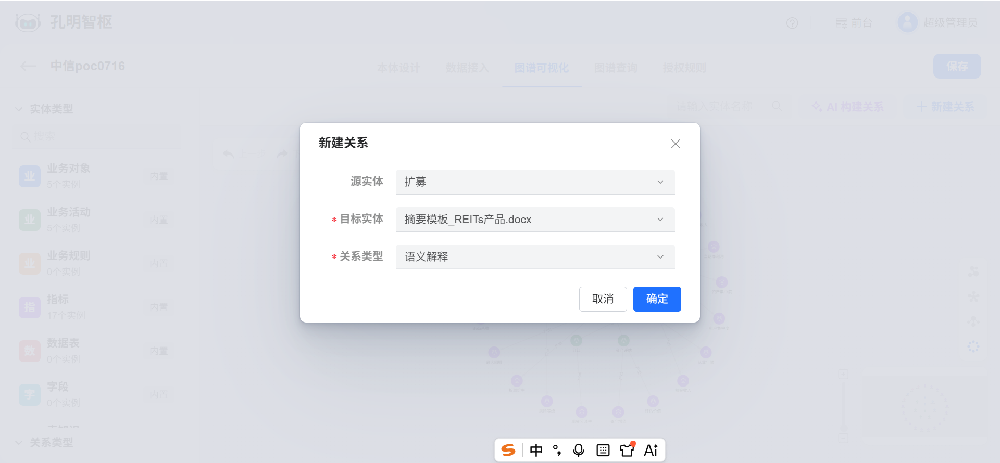 孔明智枢
前台
超级管理员
中信poc0716
本体设计
数据接入
图谱可视化
图谱查询
授权规则
保存
实体类型
请输入实体名称
AI 构建关系
新建关系
搜索
新建关系
业
业务对象
内置
5个实例
源实体
扩募
业
业务活动
内置
5个实例
* 目标实体
摘要模板_REITs产品.docx
业
业务规则
内置
0个实例
* 关系类型
语义解释
指
指标
内置
17个实例
取消
确定
数
数据表
内置
0个实例
字
字段
内置
0个实例
关系类型
中
Ai